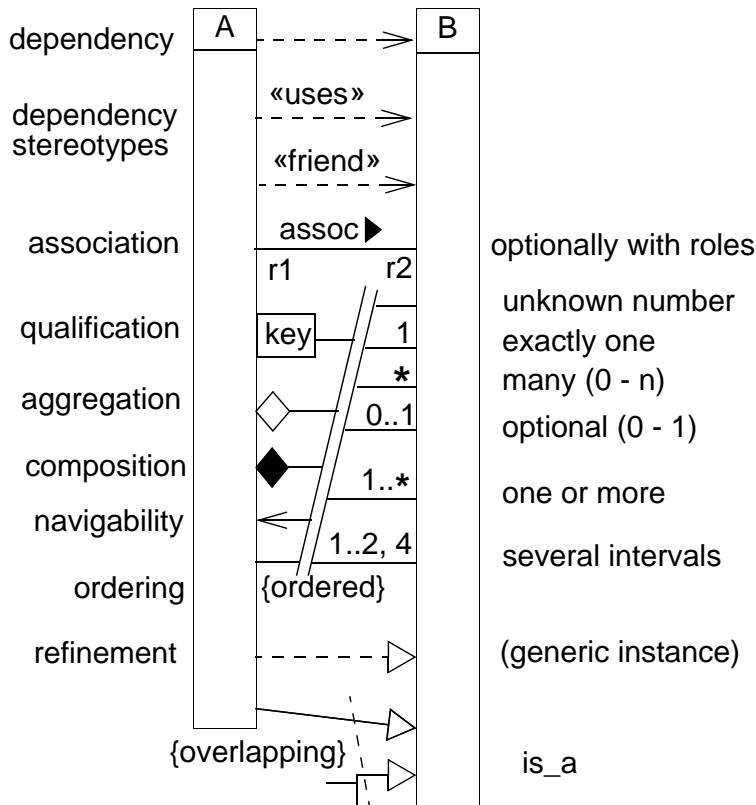 A B
dependency
«uses»
dependency
stereotypes
«friend»
assoc
association optionally with roles
r1 r2
unknown number
qualification key 1 exactly one
* many (0 - n)
aggregation 0..1 optional (0 - 1)
composition 1..* one or more
navigability
1..2, 4 several intervals
ordering {ordered}
refinement (generic instance)
{overlapping}
is_a